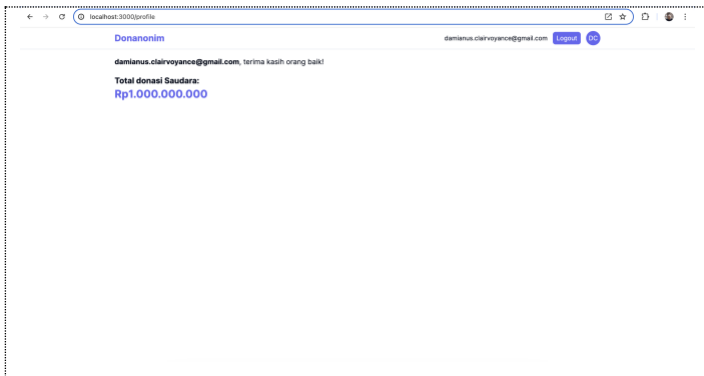 localhost:3000/profile
Donanonim
damianus.clairvoyance@gmail.com Logout DC
damianus.clairvoyance@gmail.com, terima kasih orang baik!
Total donasi Saudara:
Rp1.000.000.000